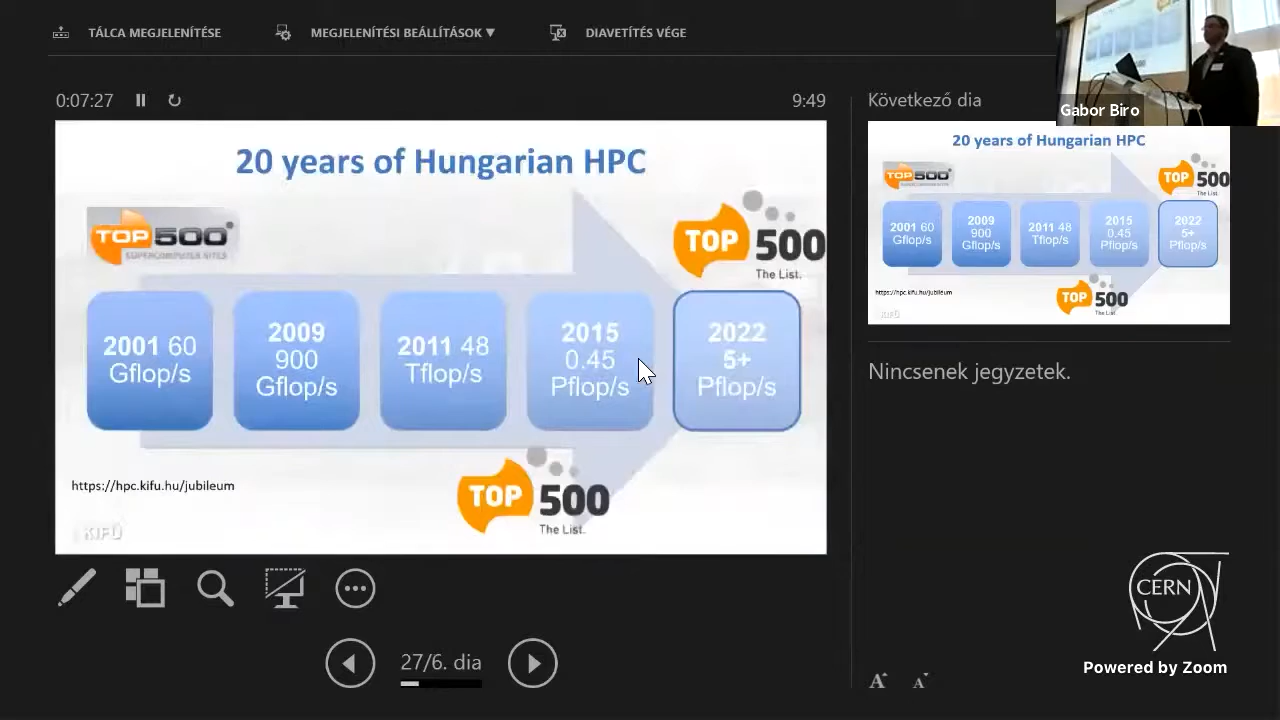 TÁLCA MEGJELENÍTÉSE
MEGJELENÍTÉSI BEÁLLÍTÁSOK ▼
DIAVETÍTÉS VÉGE
0:07:27
9:49
20 years of Hungarian HPC
TOP500
SUPERCOMPUTER SITES
TOP 500
The List.
2001 60
Gflop/s
2009
900
Gflop/s
2011 48
Tflop/s
2015
0.45
Pflop/s
2022
5+
Pflop/s
https://hpc.kifu.hu/jubileum
KIFÜ
TOP 500
The List.
27/6. dia
Következő dia
Gabor Biro
20 years of Hungarian HPC
TOP500
TOP 500
The List.
2001 60
Gflop/s
2009
900
Gflop/s
2011 48
Tflop/s
2015
0.45
Pflop/s
2022
5+
Pflop/s
https://hpc.kifu.hu/jubileum
KIFÜ
TOP 500
The List.
Nincsenek jegyzetek.
CERN
Powered by Zoom
A A